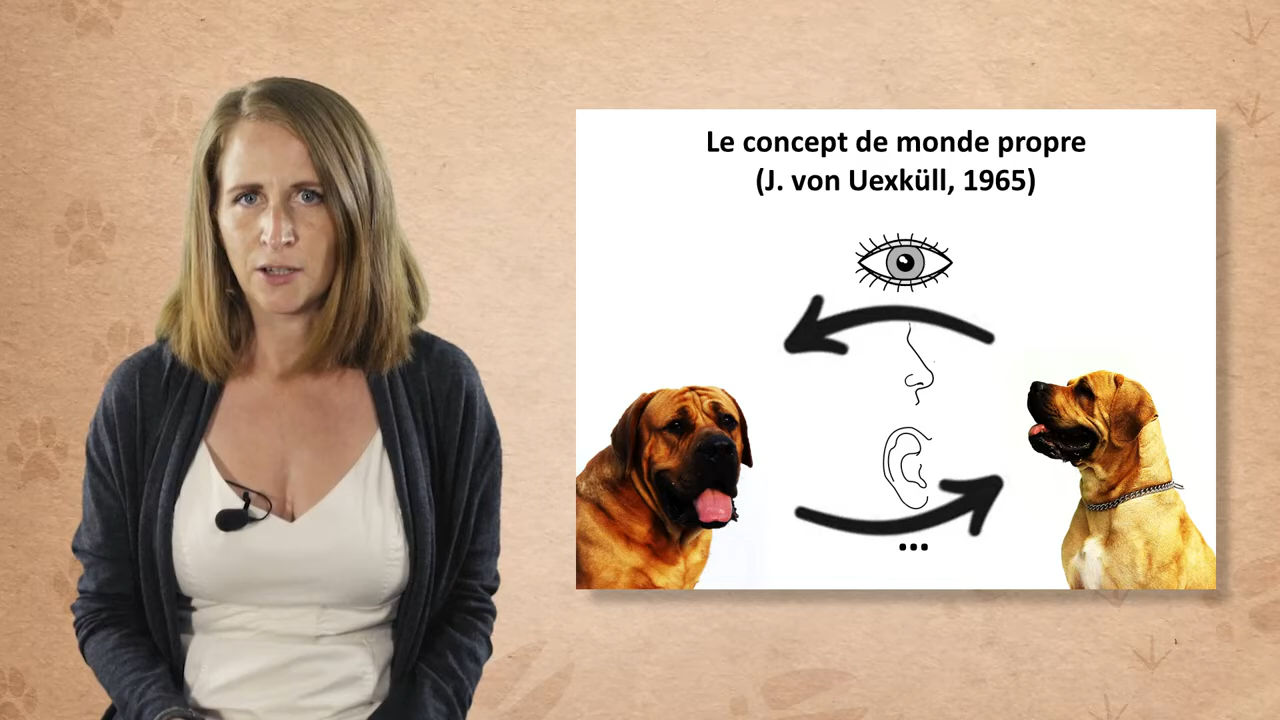 Le concept de monde propre
(J. von Uexküll, 1965)
...